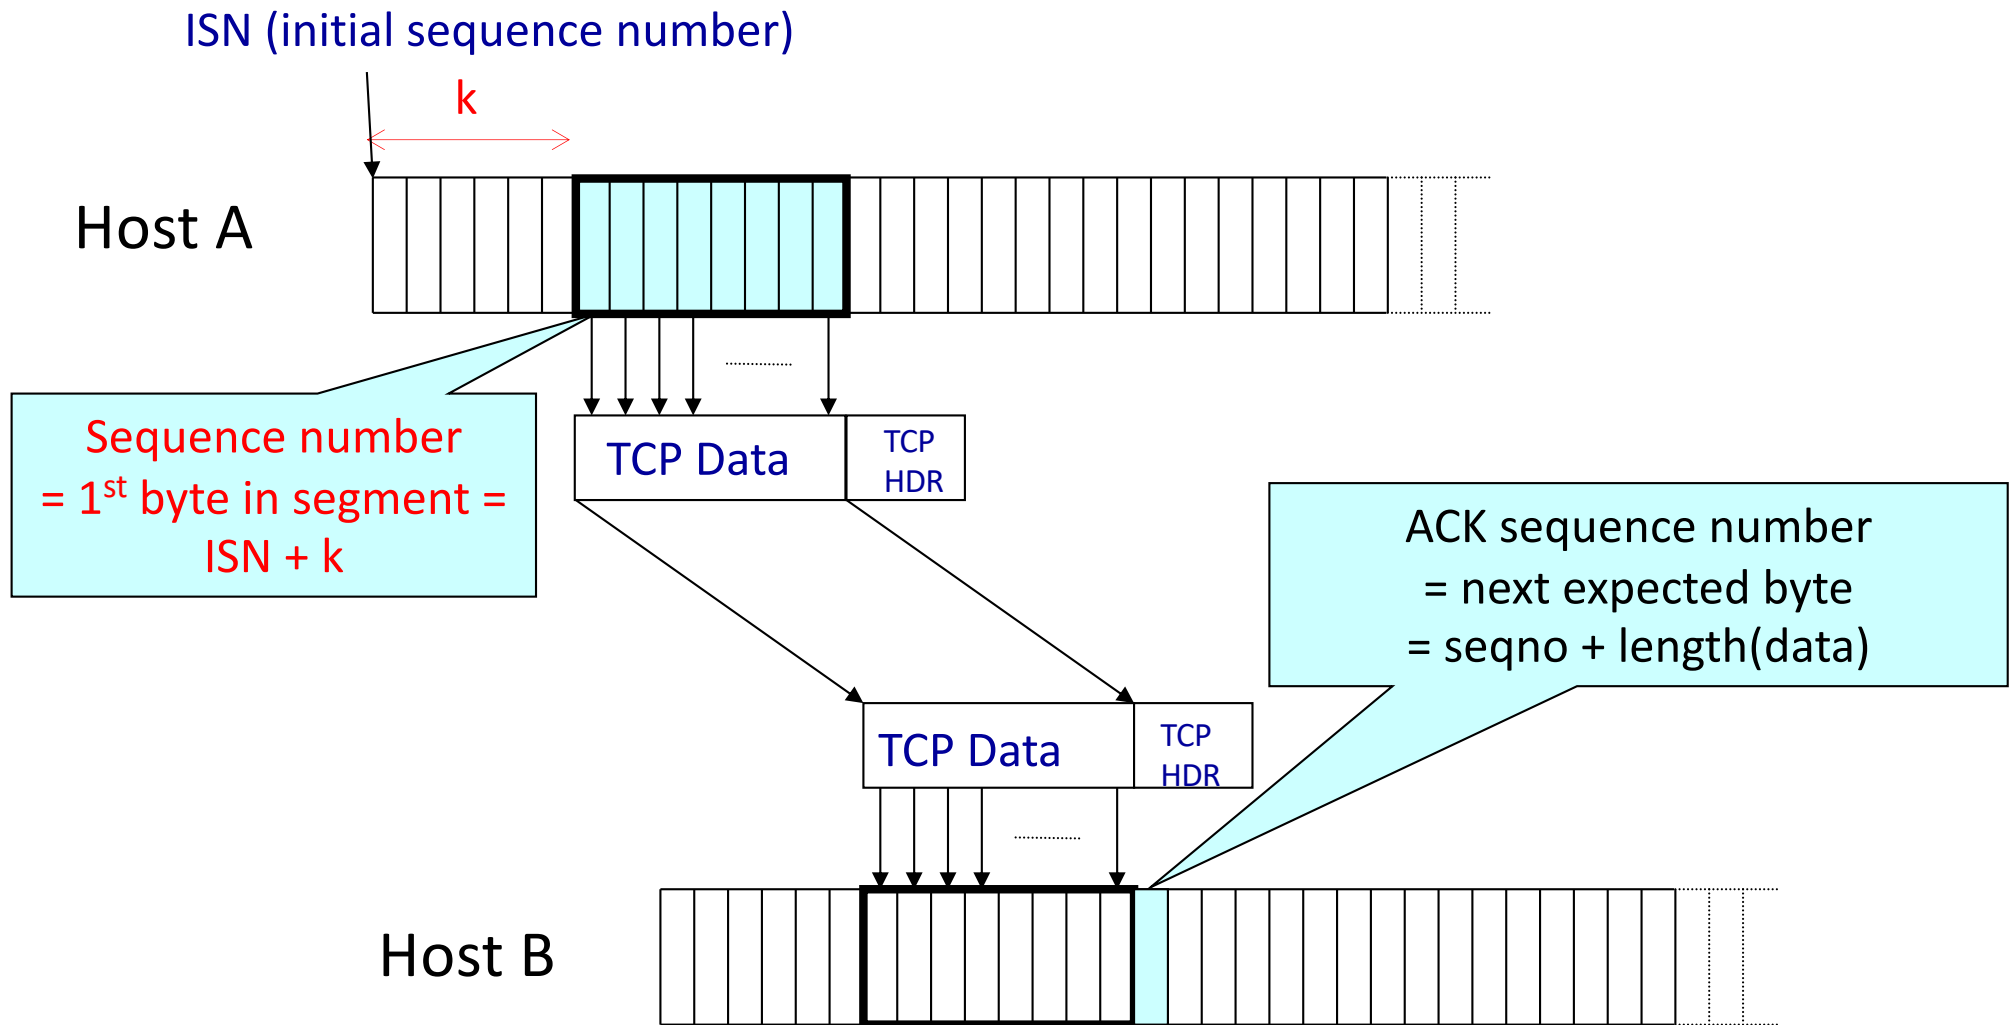 ISN (initial sequence number)
k
Host A
Sequence number
= 1st byte in segment =
ISN + k
TCP Data
TCP
HDR
ACK sequence number
= next expected byte
= seqno + length(data)
TCP Data
TCP
HDR
Host B